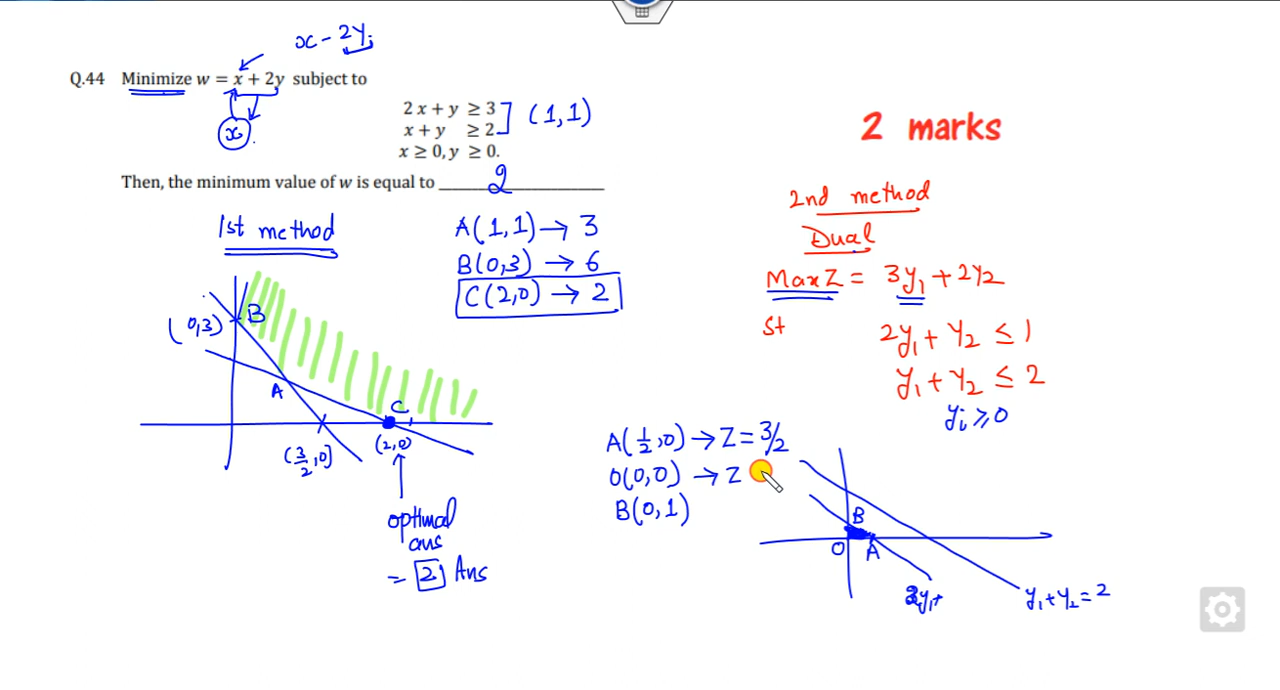 x - 2y;
Q.44 Minimize w = x + 2y subject to
2x + y ≥ 3
x + y ≥ 2
(1,1)
x ≥ 0, y ≥ 0.
x
Then, the minimum value of w is equal to 2
2 marks
1st method
A(1,1) → 3
B(0,3) → 6
C(2,0) → 2
(0,3)
B
A
C
(3/2, 0]
(2,0)
optimal
ans
= 2 Ans
2nd method
Dual
Max Z = 3y₁ + 2y₂
St
2y₁ + y₂ ≤ 1
y₁ + y₂ ≤ 2
yᵢ ≥ 0
A(1/2,0) → Z = 3/2
O(0,0) → Z
B(0,1)
B
O
A
2y₁+
y₁+y₂=2